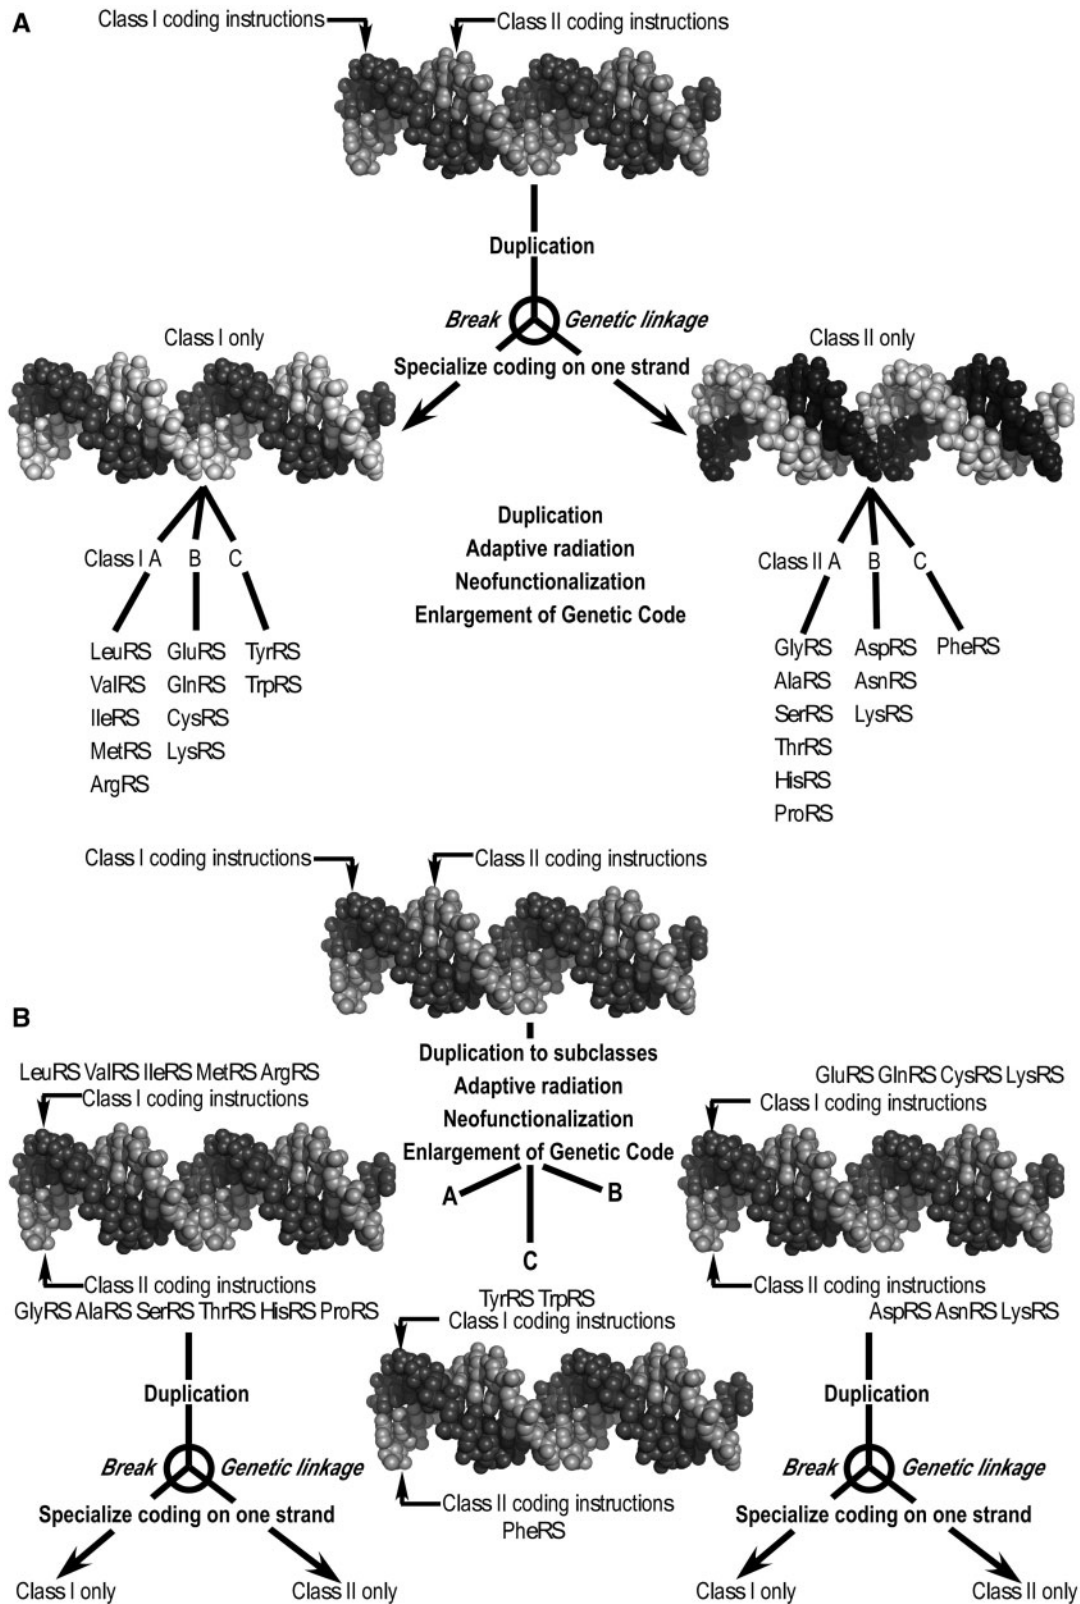 A
Class I coding instructions
Class II coding instructions
Duplication
Break
Genetic linkage
Specialize coding on one strand
Class I only
Class II only
Duplication
Adaptive radiation
Neofunctionalization
Enlargement of Genetic Code
Class I A B C
LeuRS GluRS TyrRS
ValRS GlnRS TrpRS
IleRS CysRS
MetRS LysRS
ArgRS
Class II A B C
GlyRS AspRS PheRS
AlaRS AsnRS
SerRS LysRS
ThrRS
HisRS
ProRS
Class I coding instructions
Class II coding instructions
B
Duplication to subclasses
Adaptive radiation
Neofunctionalization
Enlargement of Genetic Code
A
B
C
LeuRS ValRS IleRS MetRS ArgRS
Class I coding instructions
Class II coding instructions
GlyRS AlaRS SerRS ThrRS HisRS ProRS
Duplication
Break
Genetic linkage
Specialize coding on one strand
Class I only
Class II only
TyrRS TrpRS
Class I coding instructions
Class II coding instructions
PheRS
GluRS GlnRS CysRS LysRS
Class I coding instructions
Class II coding instructions
AspRS AsnRS LysRS
Duplication
Break
Genetic linkage
Specialize coding on one strand
Class I only
Class II only